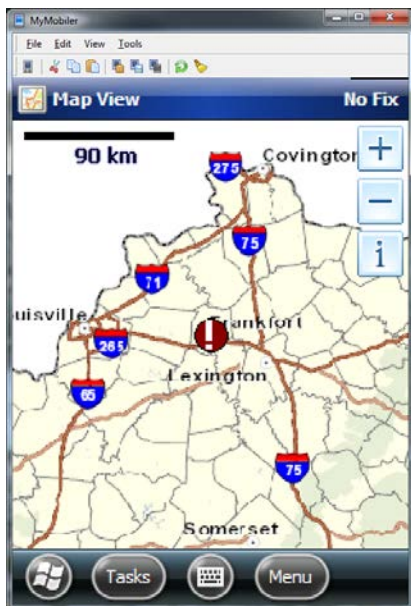 MyMobiler
File Edit View Tools
Map View No Fix
90 km
Covington
275
+
−
75
i
71
uisville
!
rankfort
265
Lexington
65
75
Somerset
Tasks
Menu